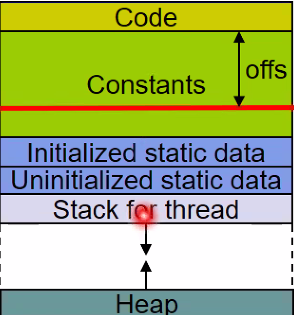 Code
offs
Constants
Initialized static data
Uninitialized static data
Stack for thread
Heap